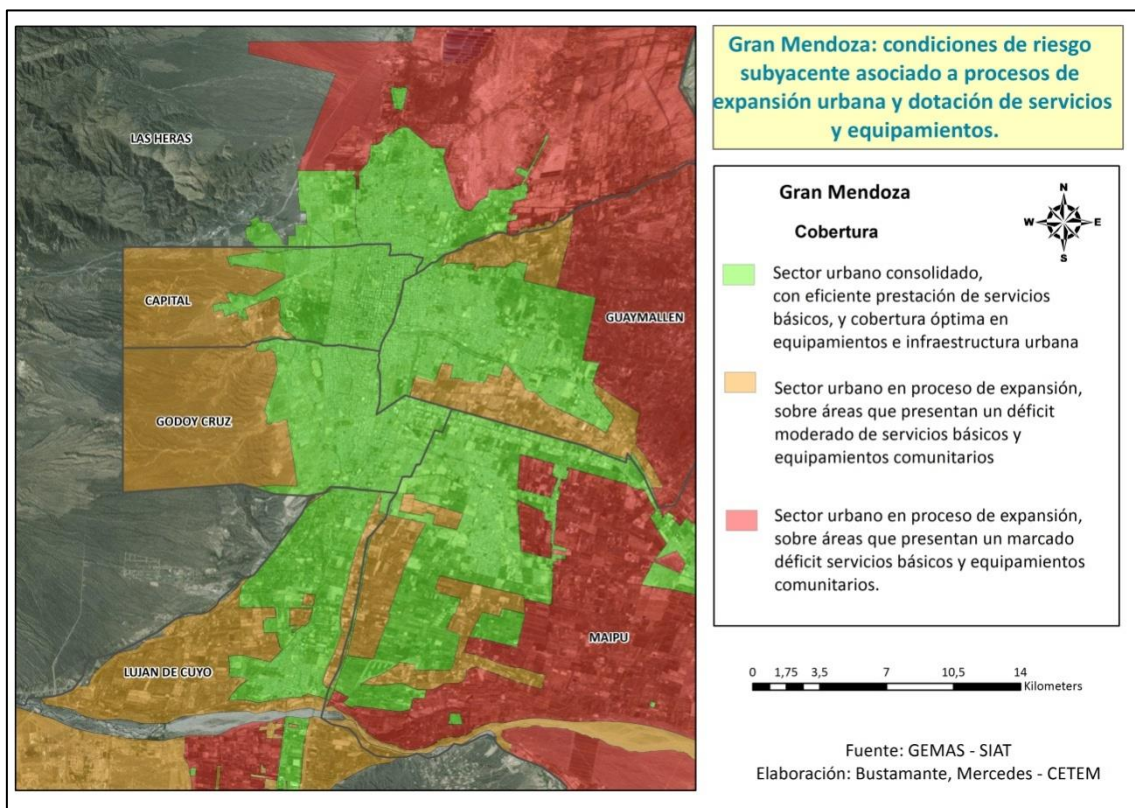 Gran Mendoza: condiciones de riesgo
subyacente asociado a procesos de
expansión urbana y dotación de servicios
y equipamientos.
LAS HERAS
CAPITAL
GUAYMALLEN
GODOY CRUZ
LUJAN DE CUYO
MAIPU
Gran Mendoza
Cobertura
N
W E
S
Sector urbano consolidado,
con eficiente prestación de servicios
básicos, y cobertura óptima en
equipamientos e infraestructura urbana
Sector urbano en proceso de expansión,
sobre áreas que presentan un déficit
moderado de servicios básicos y
equipamientos comunitarios
Sector urbano en proceso de expansión,
sobre áreas que presentan un marcado
déficit servicios básicos y equipamientos
comunitarios.
0 1,75 3,5 7 10,5 14
Kilometers
Fuente: GEMAS - SIAT
Elaboración: Bustamante, Mercedes - CETEM